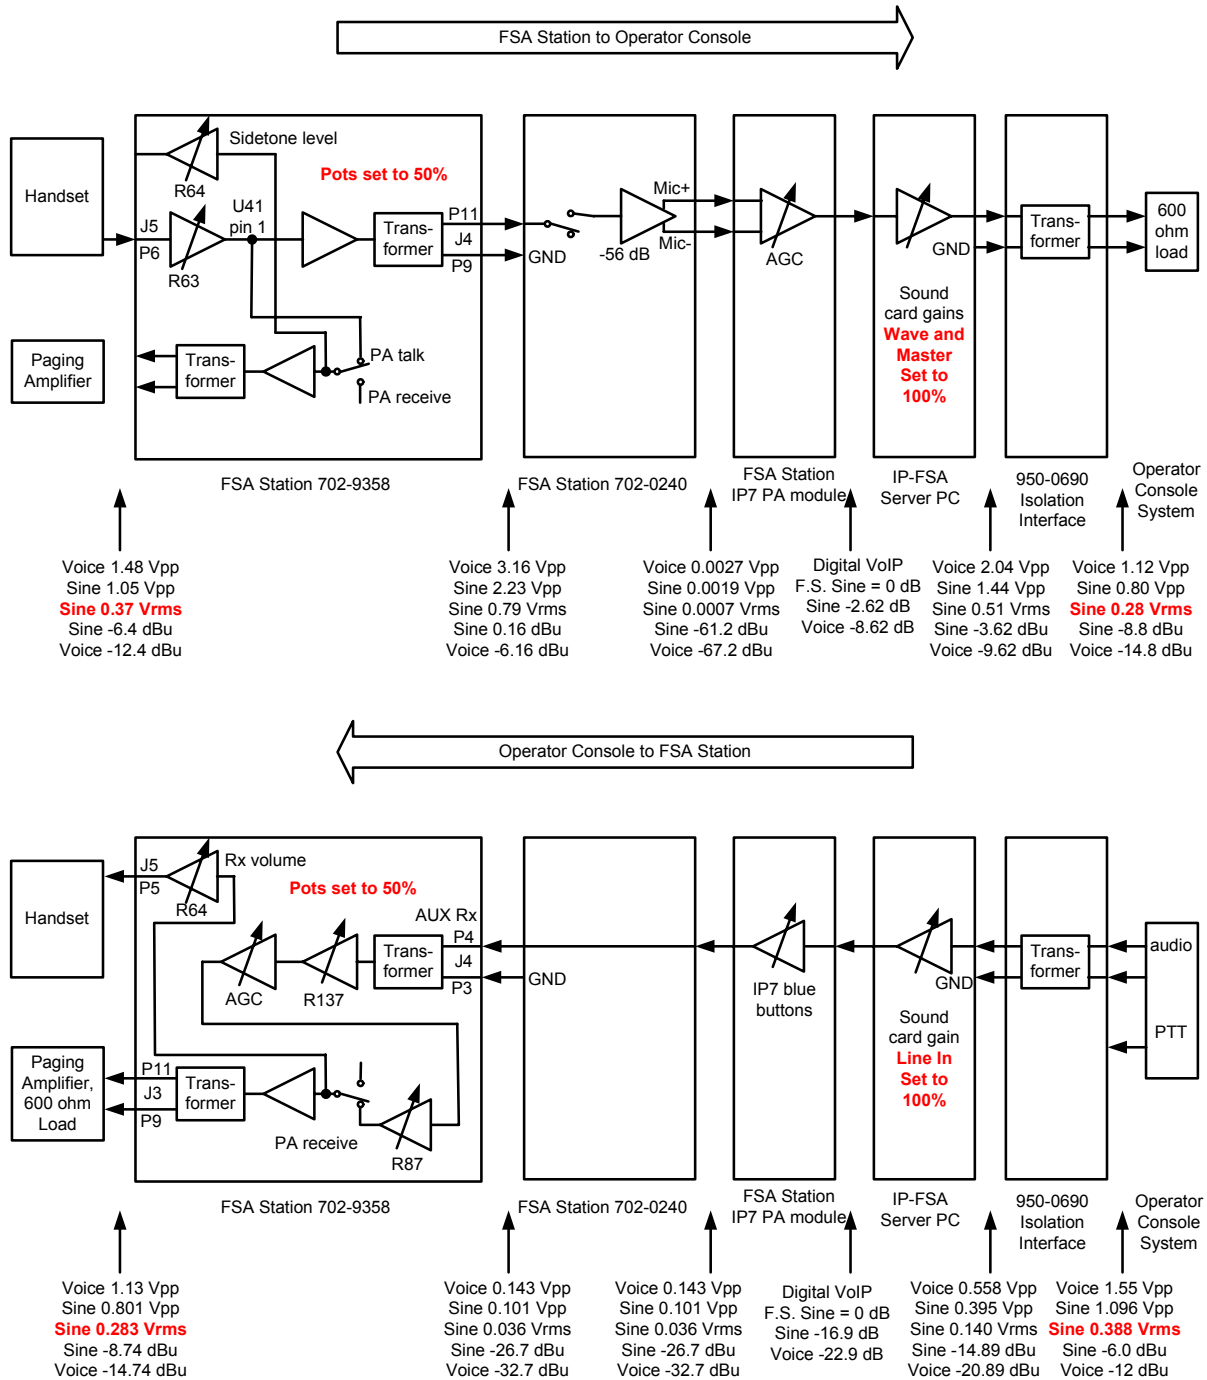 FSA Station to Operator Console
Handset
Sidetone level
R64
Pots set to 50%
J5
P6
R63
U41
pin 1
Trans-
former
P11
J4
P9
GND
-56 dB
Mic+
Mic-
AGC
GND
Sound
card gains
Wave and
Master
Set to
100%
Trans-
former
600
ohm
load
Paging
Amplifier
Trans-
former
PA talk
PA receive
FSA Station 702-9358
FSA Station 702-0240
FSA Station
IP7 PA module
IP-FSA
Server PC
950-0690
Isolation
Interface
Operator
Console
System
Voice 1.48 Vpp
Sine 1.05 Vpp
Sine 0.37 Vrms
Sine -6.4 dBu
Voice -12.4 dBu
Voice 3.16 Vpp
Sine 2.23 Vpp
Sine 0.79 Vrms
Sine 0.16 dBu
Voice -6.16 dBu
Voice 0.0027 Vpp
Sine 0.0019 Vpp
Sine 0.0007 Vrms
Sine -61.2 dBu
Voice -67.2 dBu
Digital VoIP
F.S. Sine = 0 dB
Sine -2.62 dB
Voice -8.62 dB
Voice 2.04 Vpp
Sine 1.44 Vpp
Sine 0.51 Vrms
Sine -3.62 dBu
Voice -9.62 dBu
Voice 1.12 Vpp
Sine 0.80 Vpp
Sine 0.28 Vrms
Sine -8.8 dBu
Voice -14.8 dBu
Operator Console to FSA Station
Handset
J5
P5
Rx volume
R64
Pots set to 50%
AGC
R137
Trans-
former
AUX Rx
P4
J4
P3
GND
IP7 blue
buttons
GND
Sound
card gain
Line In
Set to
100%
Trans-
former
audio
PTT
Paging
Amplifier,
600 ohm
Load
P11
J3
P9
Trans-
former
PA receive
R87
FSA Station 702-9358
FSA Station 702-0240
FSA Station
IP7 PA module
IP-FSA
Server PC
950-0690
Isolation
Interface
Operator
Console
System
Voice 1.13 Vpp
Sine 0.801 Vpp
Sine 0.283 Vrms
Sine -8.74 dBu
Voice -14.74 dBu
Voice 0.143 Vpp
Sine 0.101 Vpp
Sine 0.036 Vrms
Sine -26.7 dBu
Voice -32.7 dBu
Voice 0.143 Vpp
Sine 0.101 Vpp
Sine 0.036 Vrms
Sine -26.7 dBu
Voice -32.7 dBu
Digital VoIP
F.S. Sine = 0 dB
Sine -16.9 dB
Voice -22.9 dB
Voice 0.558 Vpp
Sine 0.395 Vpp
Sine 0.140 Vrms
Sine -14.89 dBu
Voice -20.89 dBu
Voice 1.55 Vpp
Sine 1.096 Vpp
Sine 0.388 Vrms
Sine -6.0 dBu
Voice -12 dBu